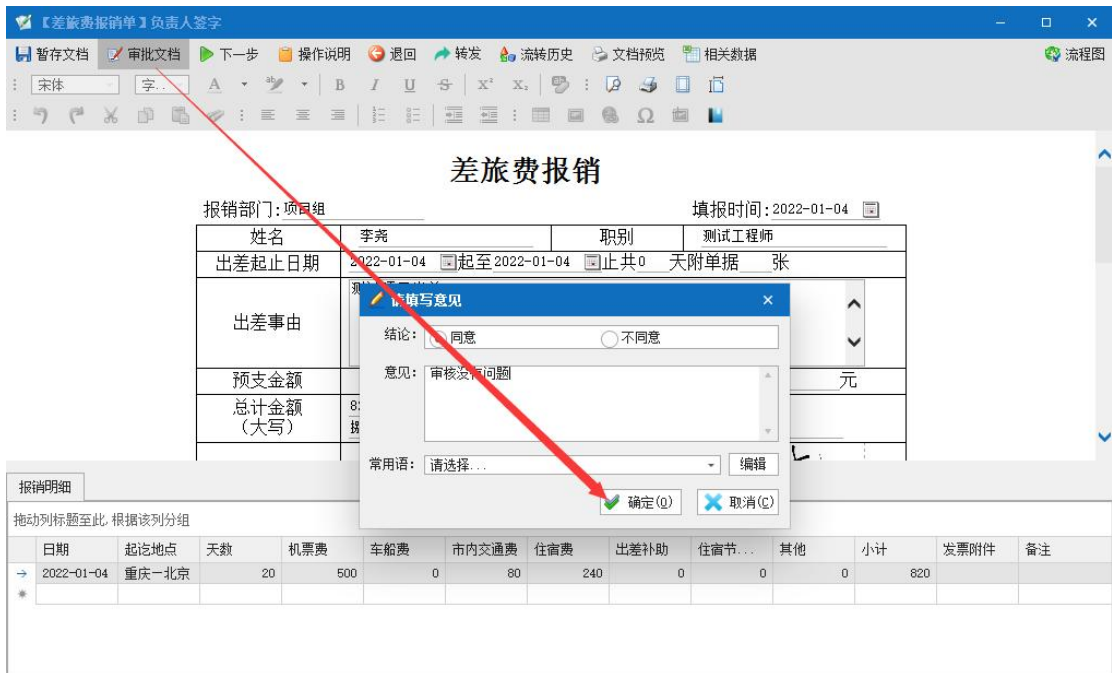 【差旅费报销单】负责人签字
暂存文档 审批文档 下一步 操作说明 退回 转发 流转历史 文档预览 相关数据 流程图
宋体 字... A ab B I U S X² X₂ Ω
差旅费报销
报销部门:项目组 填报时间:2022-01-04
姓名 李尧 职别 测试工程师
出差起止日期 2022-01-04 起至2022-01-04 止共0 天附单据 张
出差事由
预支金额 元
总计金额
(大写)
请填写意见
结论: 同意 不同意
意见: 审核没有问题
常用语: 请选择... 编辑
确定(O) 取消(C)
报销明细
拖动列标题至此,根据该列分组
日期 起讫地点 天数 机票费 车船费 市内交通费 住宿费 出差补助 住宿节... 其他 小计 发票附件 备注
2022-01-04 重庆—北京 20 500 0 80 240 0 0 0 820